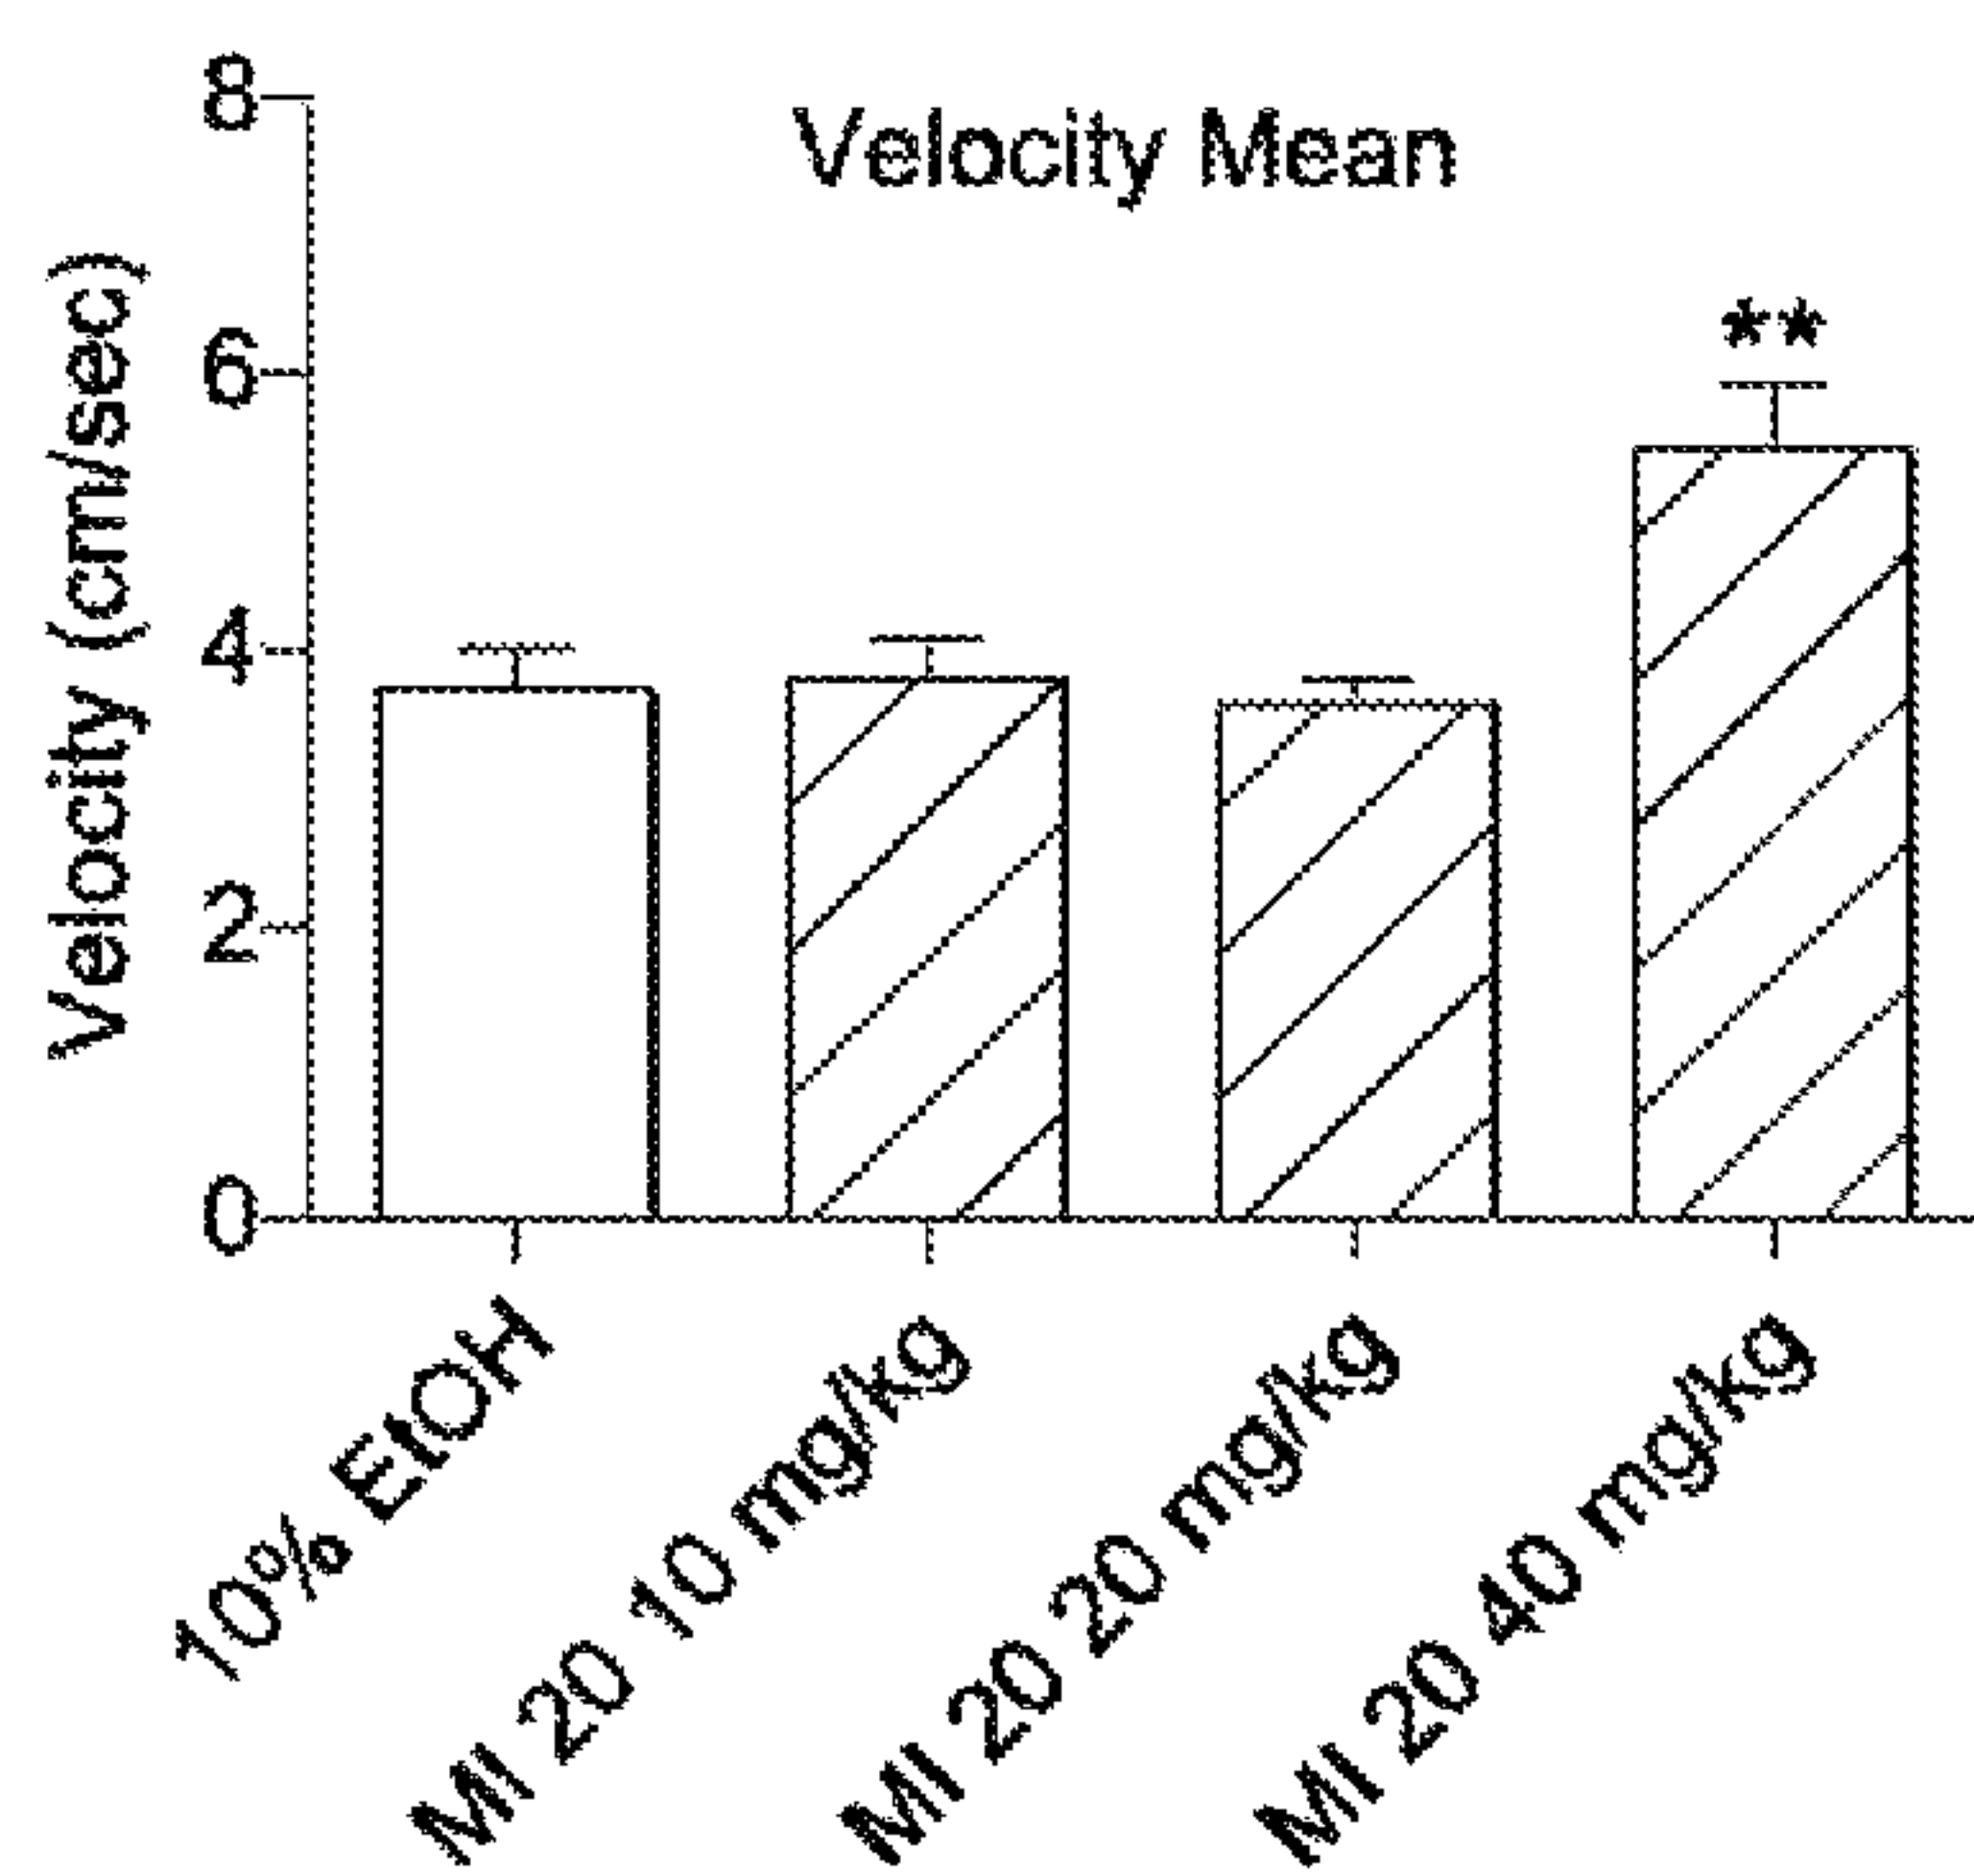 Velocity Mean
Velocity (cm/sec)
8
6
4
2
0
**
10% EtOH
MI 20 10 mg/kg
MI 20 20 mg/kg
MI 20 40 mg/kg